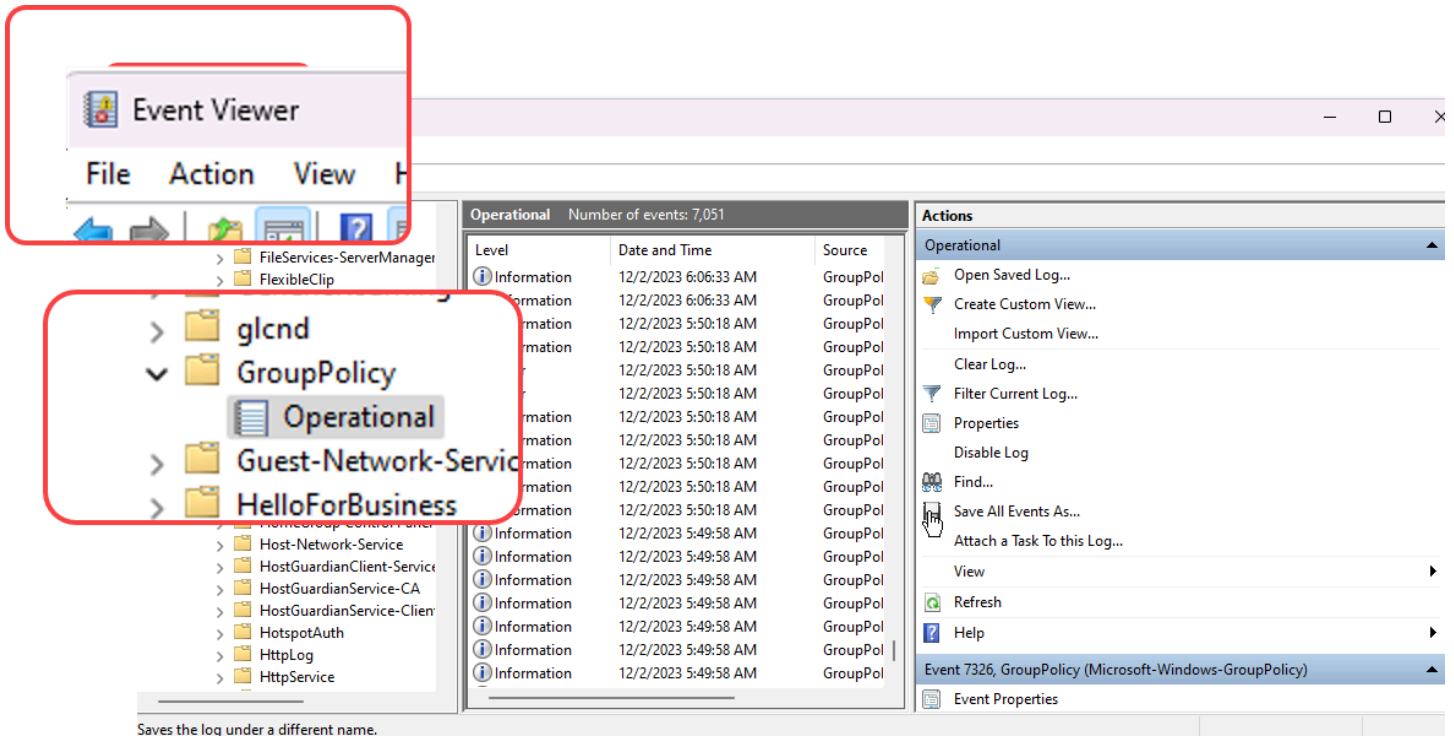 Event Viewer
File Action View
Operational Number of events: 7,051
Actions
Level Date and Time Source
Operational
FileServices-ServerManager
FlexibleClip
glcnd
GroupPolicy
Operational
Guest-Network-Servic
HelloForBusiness
Host-Network-Service
HostGuardianClient-Service
HostGuardianService-CA
HostGuardianService-Clien
HotspotAuth
HttpLog
HttpService
Information 12/2/2023 6:06:33 AM GroupPol
ormation 12/2/2023 6:06:33 AM GroupPol
rmation 12/2/2023 5:50:18 AM GroupPol
rmation 12/2/2023 5:50:18 AM GroupPol
r 12/2/2023 5:50:18 AM GroupPol
r 12/2/2023 5:50:18 AM GroupPol
rmation 12/2/2023 5:50:18 AM GroupPol
rmation 12/2/2023 5:50:18 AM GroupPol
rmation 12/2/2023 5:50:18 AM GroupPol
rmation 12/2/2023 5:50:18 AM GroupPol
ormation 12/2/2023 5:50:18 AM GroupPol
Information 12/2/2023 5:49:58 AM GroupPol
Information 12/2/2023 5:49:58 AM GroupPol
Information 12/2/2023 5:49:58 AM GroupPol
Information 12/2/2023 5:49:58 AM GroupPol
Information 12/2/2023 5:49:58 AM GroupPol
Information 12/2/2023 5:49:58 AM GroupPol
Information 12/2/2023 5:49:58 AM GroupPol
Open Saved Log...
Create Custom View...
Import Custom View...
Clear Log...
Filter Current Log...
Properties
Disable Log
Find...
Save All Events As...
Attach a Task To this Log...
View
Refresh
Help
Event 7326, GroupPolicy (Microsoft-Windows-GroupPolicy)
Event Properties
Saves the log under a different name.